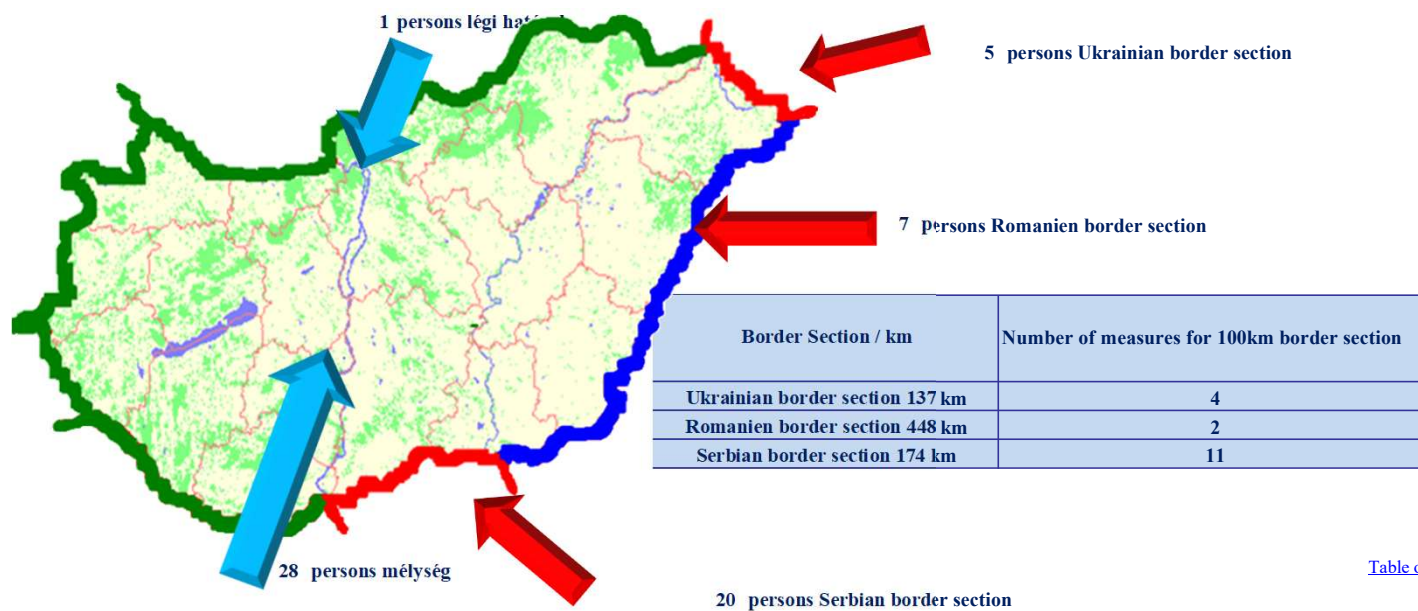 1 persons légi
5 persons Ukrainian border section
7 persons Romanien border section
Border Section / km Number of measures for 100km border section
Ukrainian border section 137 km 4
Romanien border section 448 km 2
Serbian border section 174 km 11
28 persons mélység
Table
20 persons Serbian border section